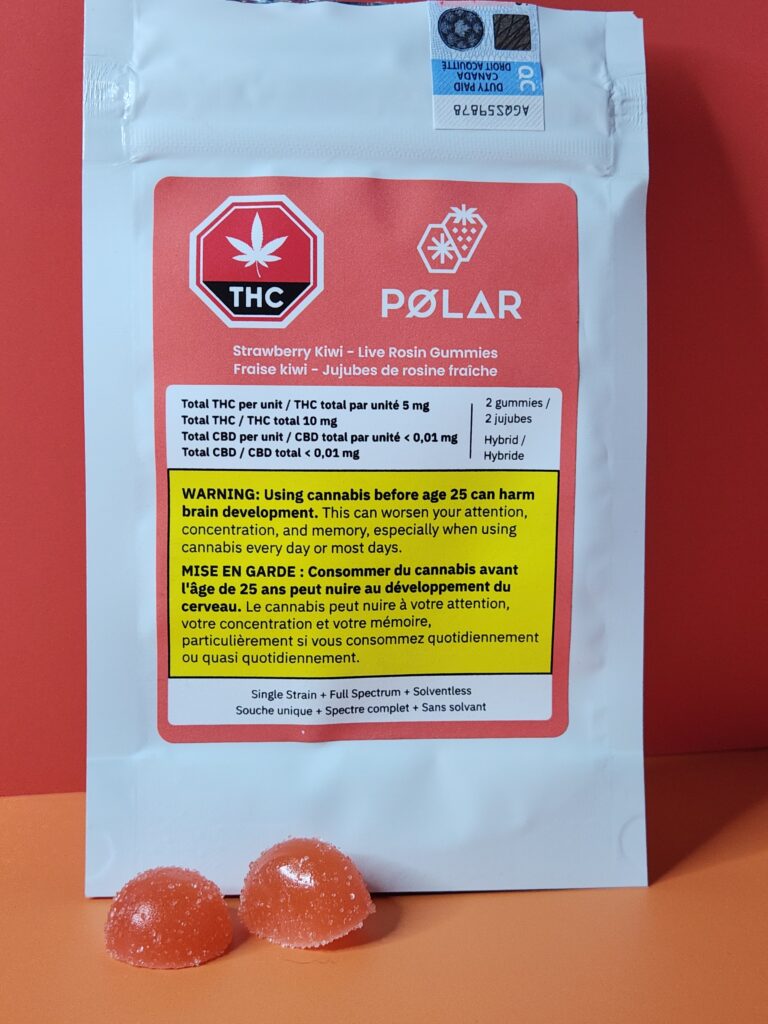 AGQS59878
DUTY PAID
CANADA
DROIT ACQUITTÉ
QC
THC
PØLAR
Strawberry Kiwi - Live Rosin Gummies
Fraise kiwi - Jujubes de rosine fraîche
Total THC per unit / THC total par unité 5 mg
Total THC / THC total 10 mg
Total CBD per unit / CBD total par unité < 0,01 mg
Total CBD / CBD total < 0,01 mg
2 gummies /
2 jujubes
Hybrid /
Hybride
WARNING: Using cannabis before age 25 can harm
brain development. This can worsen your attention,
concentration, and memory, especially when using
cannabis every day or most days.
MISE EN GARDE : Consommer du cannabis avant
l'âge de 25 ans peut nuire au développement du
cerveau. Le cannabis peut nuire à votre attention,
votre concentration et votre mémoire,
particulièrement si vous consommez quotidiennement
ou quasi quotidiennement.
Single Strain + Full Spectrum + Solventless
Souche unique + Spectre complet + Sans solvant